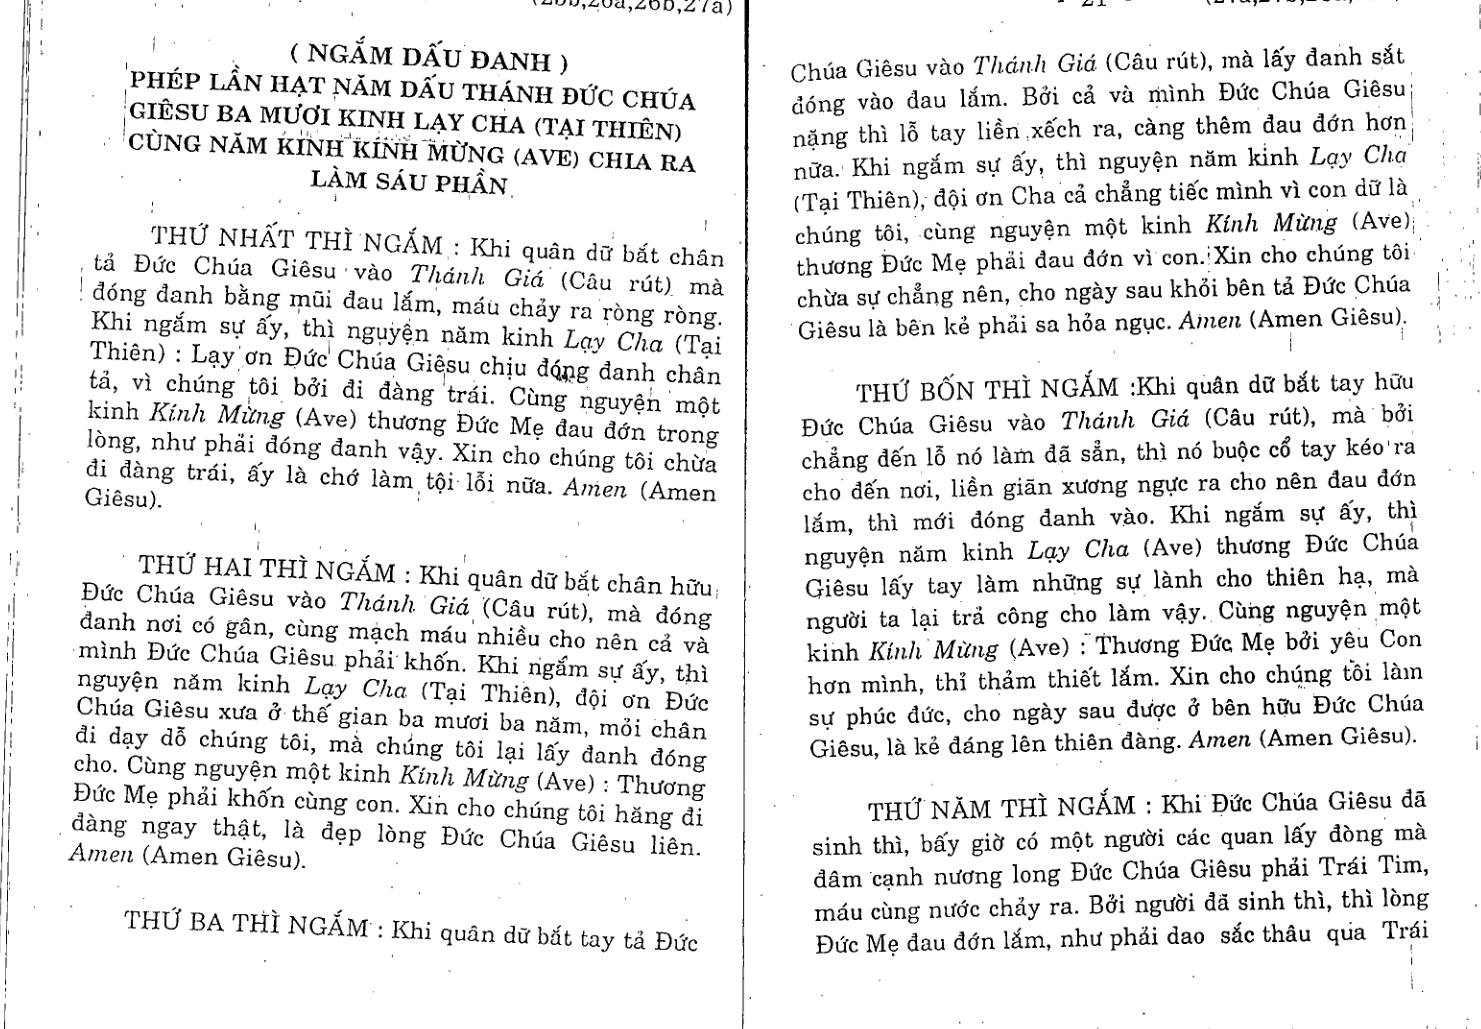 (25b,26a,26b,27a)
( NGẮM DẤU ĐANH )
PHÉP LẦN HẠT NĂM DẤU THÁNH ĐỨC CHÚA
GIÊSU BA MƯƠI KINH LẠY CHA (TẠI THIÊN)
CÙNG NĂM KINH KÍNH MỪNG (AVE) CHIA RA
LÀM SÁU PHẦN
THỨ NHẤT THÌ NGẮM : Khi quân dữ bắt chân
tả Đức Chúa Giêsu vào Thánh Giá (Câu rút) mà
đóng đanh bằng mũi đau lắm, máu chảy ra ròng ròng.
Khi ngắm sự ấy, thì nguyện năm kinh Lạy Cha (Tại
Thiên) : Lạy ơn Đức Chúa Giêsu chịu đóng đanh chân
tả, vì chúng tôi bởi đi đàng trái. Cùng nguyện một
kinh Kính Mừng (Ave) thương Đức Mẹ đau đớn trong
lòng, như phải đóng đanh vậy. Xin cho chúng tôi chừa
đi đàng trái, ấy là chớ làm tội lỗi nữa. Amen (Amen
Giêsu).
THỨ HAI THÌ NGẮM : Khi quân dữ bắt chân hữu
Đức Chúa Giêsu vào Thánh Giá (Câu rút), mà đóng
đanh nơi có gân, cùng mạch máu nhiều cho nên cả và
mình Đức Chúa Giêsu phải khốn. Khi ngắm sự ấy, thì
nguyện năm kinh Lạy Cha (Tại Thiên), đội ơn Đức
Chúa Giêsu xưa ở thế gian ba mươi ba năm, mỏi chân
đi dạy dỗ chúng tôi, mà chúng tôi lại lấy đanh đóng
cho. Cùng nguyện một kinh Kính Mừng (Ave) : Thương
Đức Mẹ phải khốn cùng con. Xin cho chúng tôi hăng đi
đàng ngay thật, là đẹp lòng Đức Chúa Giêsu liên.
Amen (Amen Giêsu).
THỨ BA THÌ NGẮM : Khi quân dữ bắt tay tả Đức
- 21 -
Chúa Giêsu vào Thánh Giá (Câu rút), mà lấy đanh sắt
đóng vào đau lắm. Bởi cả và mình Đức Chúa Giêsu
nặng thì lỗ tay liền xếch ra, càng thêm đau đớn hơn
nữa. Khi ngắm sự ấy, thì nguyện năm kinh Lạy Cha
(Tại Thiên), đội ơn Cha cả chẳng tiếc mình vì con dữ là
chúng tôi, cùng nguyện một kinh Kính Mừng (Ave)
thương Đức Mẹ phải đau đớn vì con. Xin cho chúng tôi
chừa sự chẳng nên, cho ngày sau khỏi bên tả Đức Chúa
Giêsu là bên kẻ phải sa hỏa ngục. Amen (Amen Giêsu).
THỨ BỐN THÌ NGẮM :Khi quân dữ bắt tay hữu
Đức Chúa Giêsu vào Thánh Giá (Câu rút), mà bởi
chẳng đến lỗ nó làm đã sẳn, thì nó buộc cổ tay kéo ra
cho đến nơi, liền giãn xương ngực ra cho nên đau đớn
lắm, thì mới đóng đanh vào. Khi ngắm sự ấy, thì
nguyện năm kinh Lạy Cha (Ave) thương Đức Chúa
Giêsu lấy tay làm những sự lành cho thiên hạ, mà
người ta lại trả công cho làm vậy. Cùng nguyện một
kinh Kính Mừng (Ave) : Thương Đức Mẹ bởi yêu Con
hơn mình, thỉ thảm thiết lắm. Xin cho chúng tôi làm
sự phúc đức, cho ngày sau được ở bên hữu Đức Chúa
Giêsu, là kẻ đáng lên thiên đàng. Amen (Amen Giêsu).
THỨ NĂM THÌ NGẮM : Khi Đức Chúa Giêsu đã
sinh thì, bấy giờ có một người các quan lấy đòng mà
đâm cạnh nương long Đức Chúa Giêsu phải Trái Tim,
máu cùng nước chảy ra. Bởi người đã sinh thì, thì lòng
Đức Mẹ đau đớn lắm, như phải dao sắc thâu qua Trái